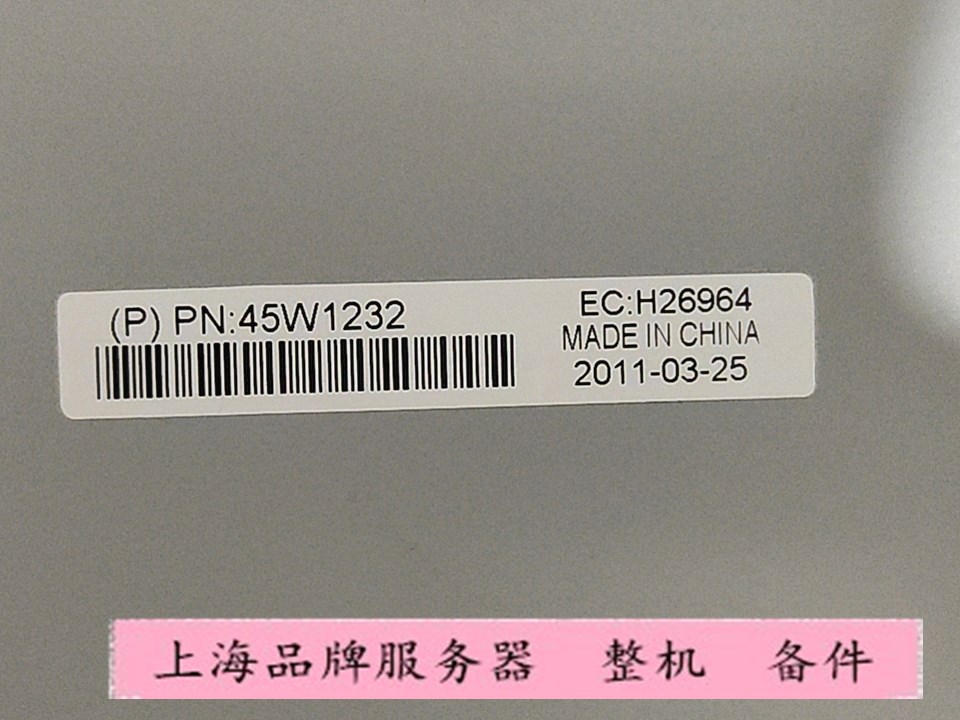 (P) PN:45W1232
EC:H26964
MADE IN CHINA
2011-03-25
上海品牌服务器 整机 备件